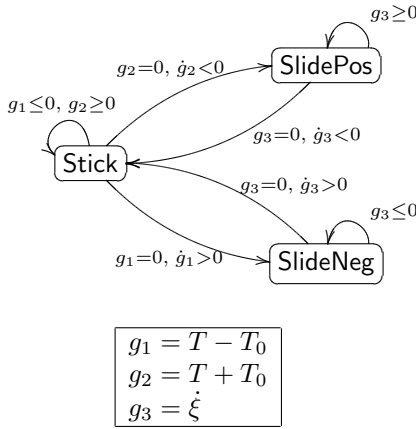 g₃≥0
SlidePos
g₂=0, ġ₂<0
g₁≤0, g₂≥0
g₃=0, ġ₃<0
Stick
g₃=0, ġ₃>0
g₃≤0
g₁=0, ġ₁>0
SlideNeg
g₁ = T − T₀
g₂ = T + T₀
g₃ = ξ̇